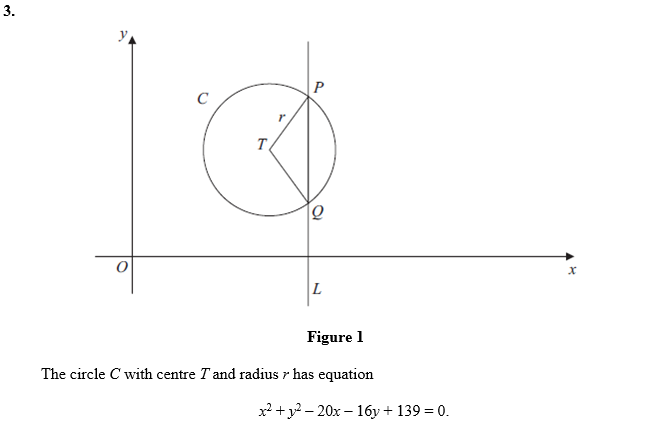 3.
y
C
P
r
T
Q
O
x
L
Figure 1
The circle C with centre T and radius r has equation
x² + y² – 20x – 16y + 139 = 0.